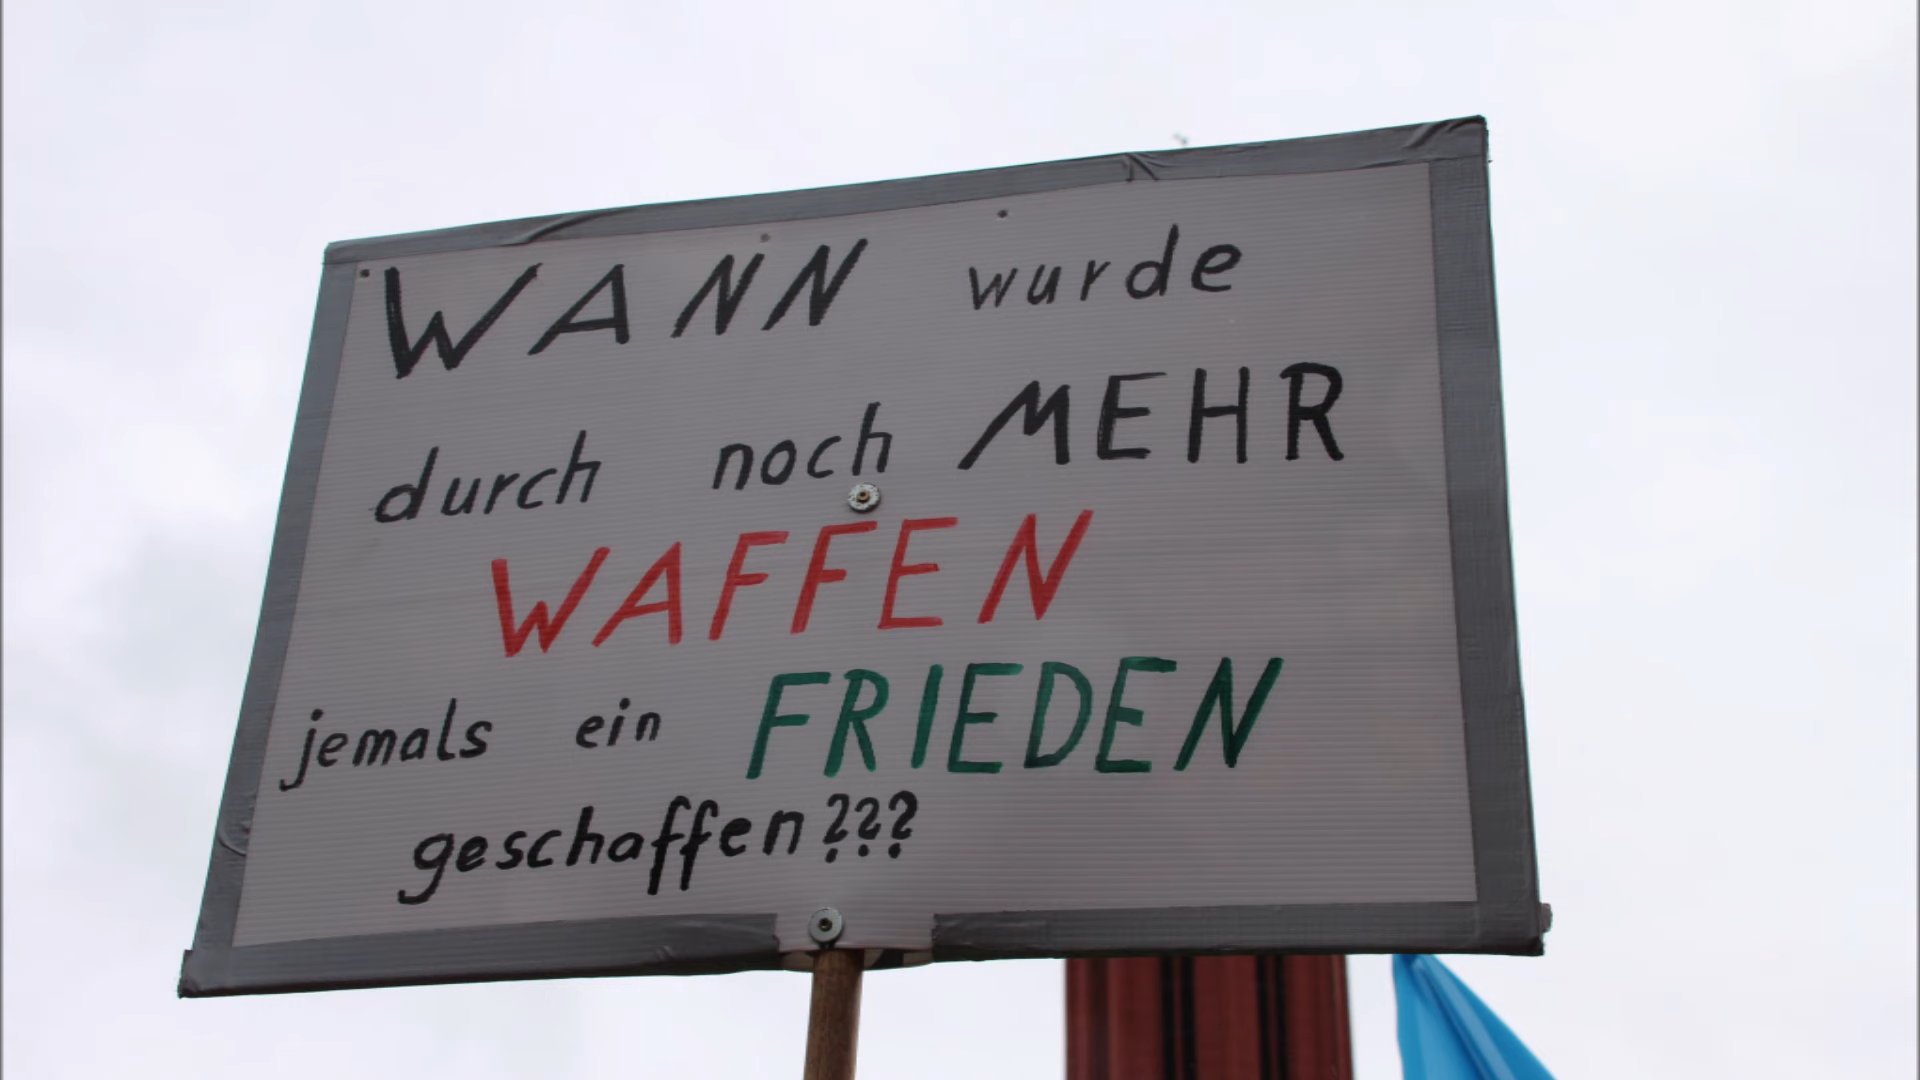 WANN wurde
durch noch MEHR
WAFFEN
jemals ein FRIEDEN
geschaffen???